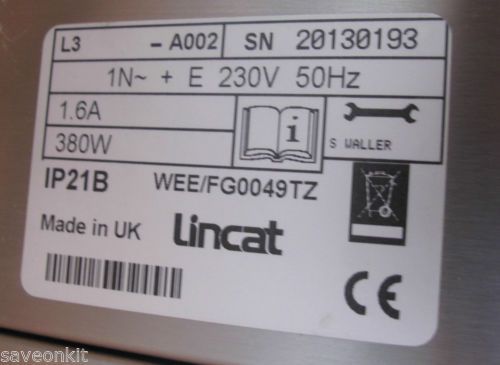 L3 - A002 SN 20130193
1N~ + E 230V 50Hz
1.6A
380W
i
S WALLER
IP21B WEE/FG0049TZ
Made in UK Lincat
CE
saveonkit
saveonkit